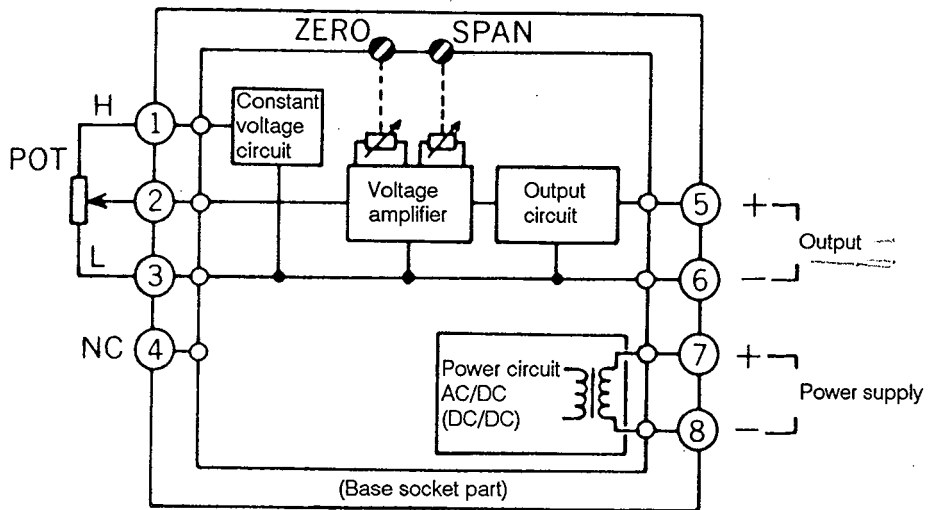 ZERO SPAN
H
1
Constant
voltage
circuit
POT
2
Voltage
amplifier
Output
circuit
5
+
Output
L
3
6
−
NC
4
7
+
Power circuit
AC/DC
(DC/DC)
Power supply
8
−
(Base socket part)